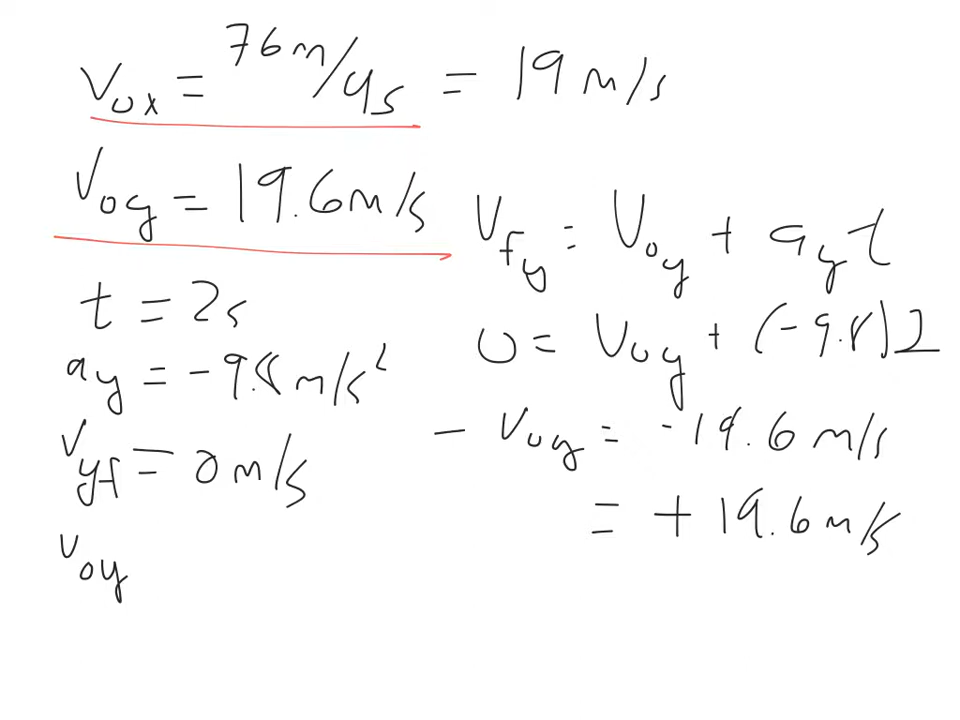 Vox = 76m/4s = 19 m/s
Voy = 19.6m/s
t = 2s
ay = -9.8 m/s²
Vyf = 0 m/s
Voy
Vfy = Voy + ayt
0 = Voy + (-9.8)2
- Voy = -19.6 m/s
= +19.6 m/s